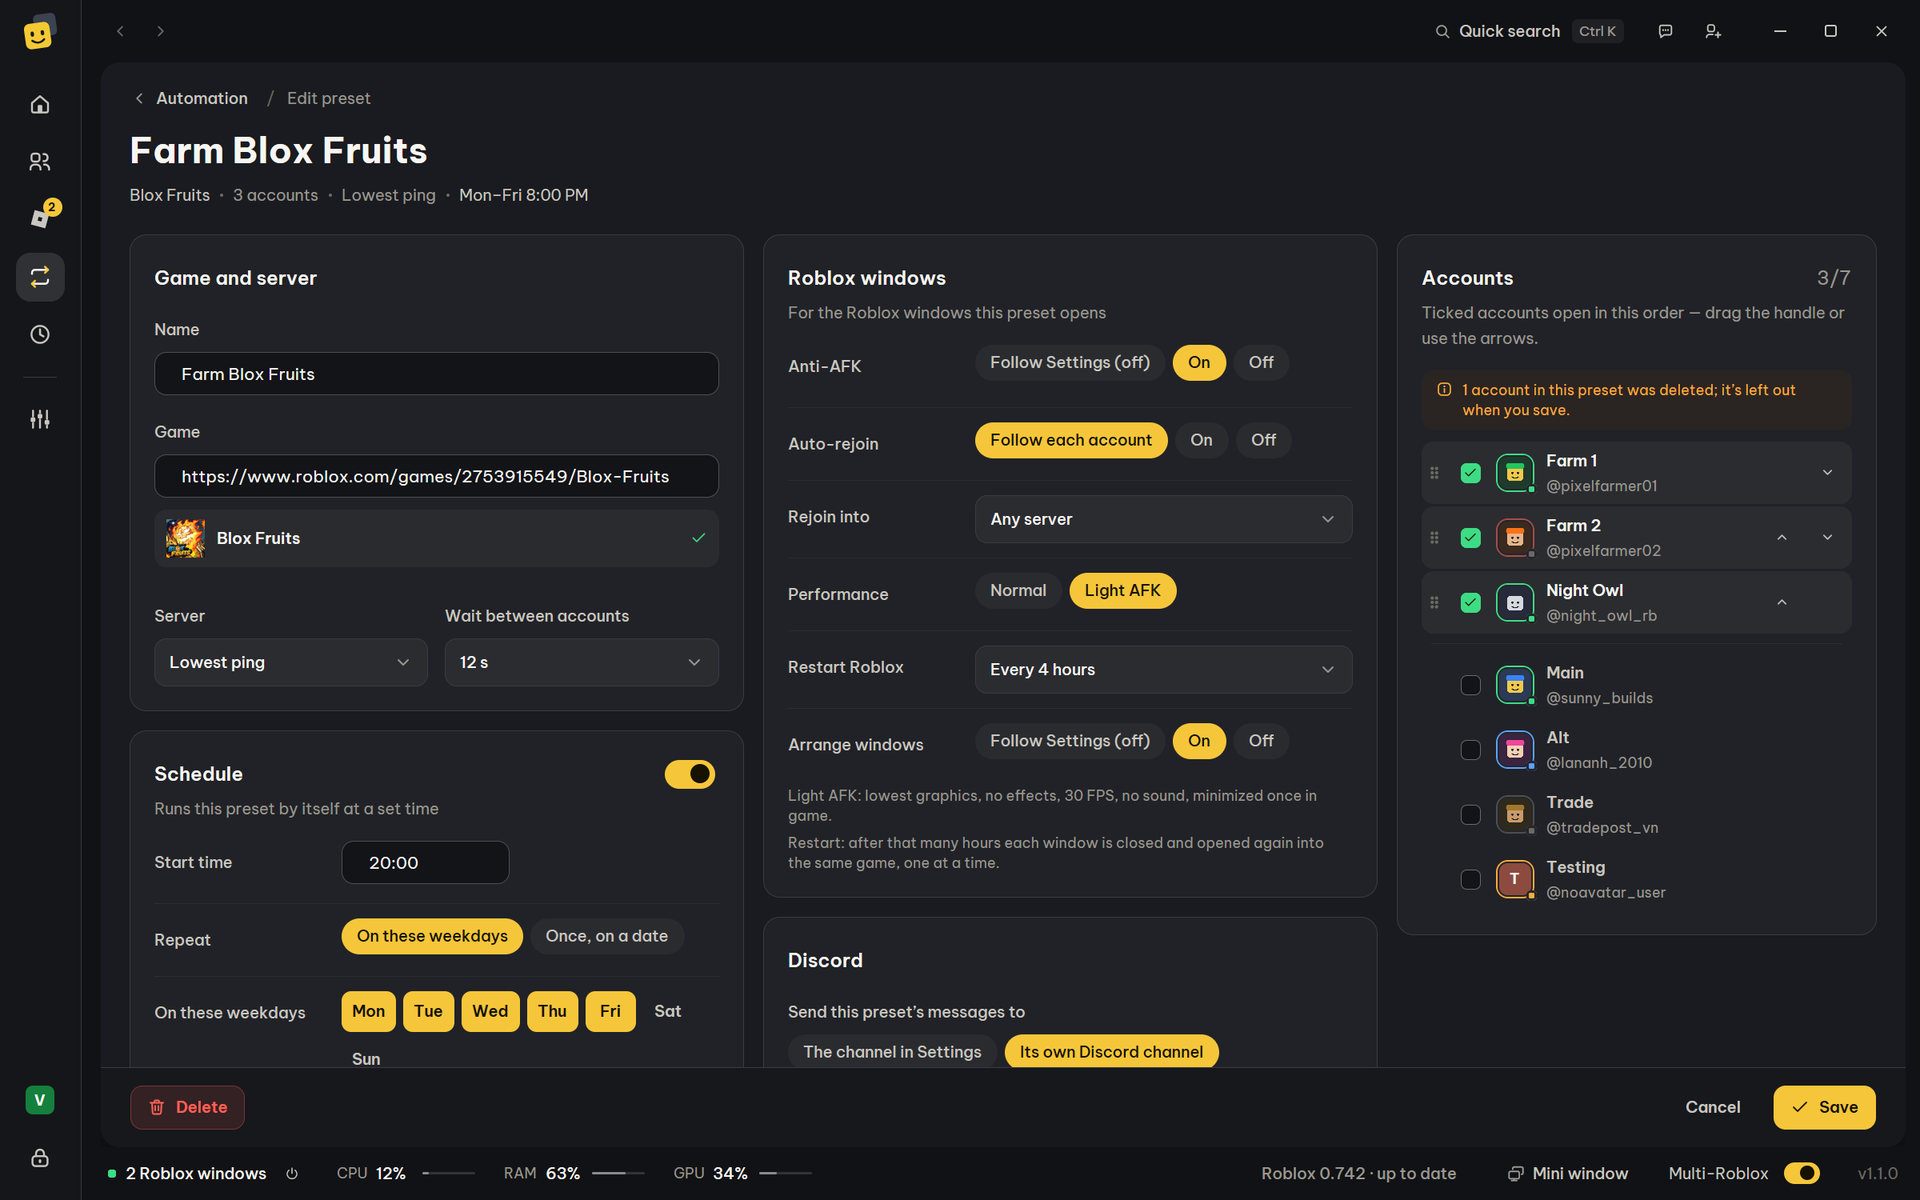 Quick search
Ctrl K
Automation / Edit preset
Farm Blox Fruits
Blox Fruits · 3 accounts · Lowest ping · Mon–Fri 8:00 PM
2
Game and server
Name
Farm Blox Fruits
Game
https://www.roblox.com/games/2753915549/Blox-Fruits
Blox Fruits
Server
Wait between accounts
Lowest ping
12 s
Schedule
Runs this preset by itself at a set time
Start time
20:00
Repeat
On these weekdays
Once, on a date
On these weekdays
Mon
Tue
Wed
Thu
Fri
Sat
Sun
Roblox windows
For the Roblox windows this preset opens
Anti-AFK
Follow Settings (off)
On
Off
Auto-rejoin
Follow each account
On
Off
Rejoin into
Any server
Performance
Normal
Light AFK
Restart Roblox
Every 4 hours
Arrange windows
Follow Settings (off)
On
Off
Light AFK: lowest graphics, no effects, 30 FPS, no sound, minimized once in
game.
Restart: after that many hours each window is closed and opened again into
the same game, one at a time.
Discord
Send this preset's messages to
The channel in Settings
Its own Discord channel
Accounts
3/7
Ticked accounts open in this order — drag the handle or
use the arrows.
1 account in this preset was deleted; it's left out
when you save.
Farm 1
@pixelfarmer01
Farm 2
@pixelfarmer02
Night Owl
@night_owl_rb
Main
@sunny_builds
Alt
@lananh_2010
Trade
@tradepost_vn
T
Testing
@noavatar_user
V
Delete
Cancel
Save
2 Roblox windows
CPU 12%
RAM 63%
GPU 34%
Roblox 0.742 · up to date
Mini window
Multi-Roblox
v1.1.0